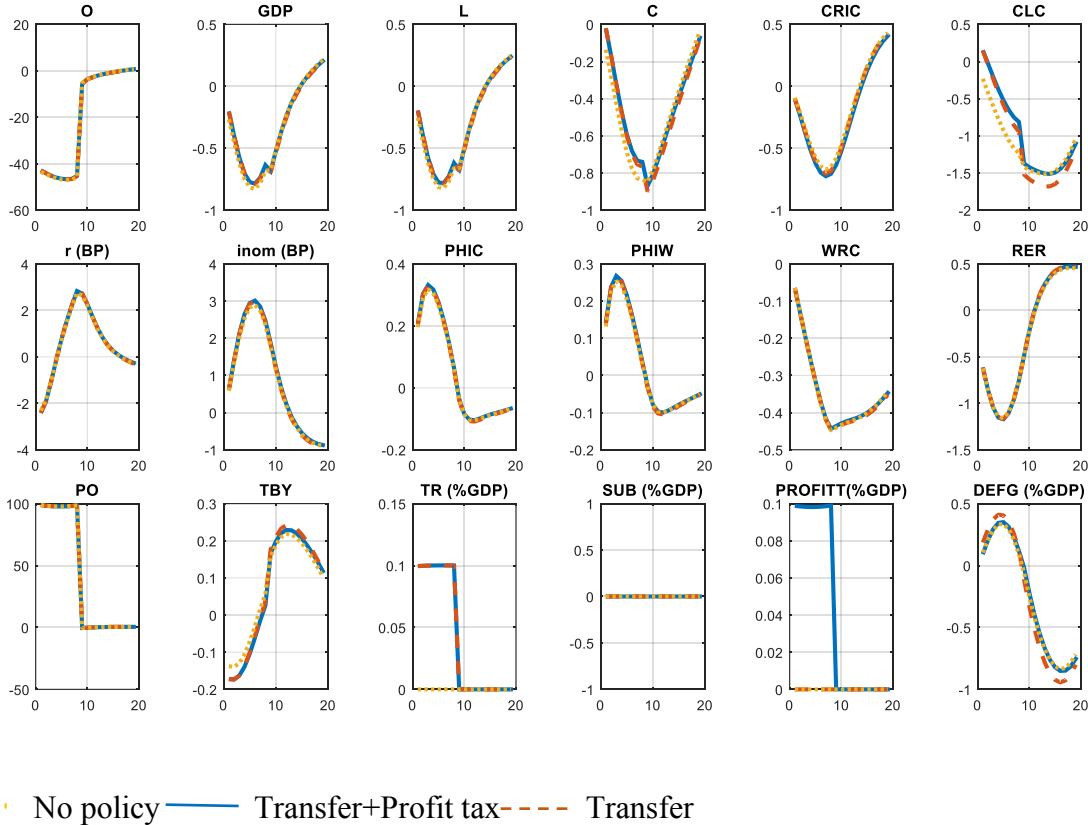 O GDP L C CRIC CLC
20 0.5 0.5 0 0.5 0.5
0 0 0 -0.2 0 0
-20 -0.5 -0.5 -0.4 -0.5 -0.5
-40 -1 -1 -0.6 -1 -1
-60 -0.8 -1.5
-1 -2
0 10 20 0 10 20 0 10 20 0 10 20 0 10 20 0 10 20
r (BP) inom (BP) PHIC PHIW WRC RER
4 4 0.4 0.3 0 0.5
2 3 0.2 0.2 -0.1 0
0 2 0 0.1 -0.2 -0.5
-2 1 -0.2 0 -0.3 -1
-4 0 -0.1 -0.4 -1.5
-1 -0.2 -0.5
0 10 20 0 10 20 0 10 20 0 10 20 0 10 20 0 10 20
PO TBY TR (%GDP) SUB (%GDP) PROFITT(%GDP) DEFG (%GDP)
100 0.3 0.15 1 0.1 0.5
50 0.2 0.1 0.5 0.08 0
0 0.1 0.05 0 0.06 -0.5
-50 0 0 -0.5 0.04 -1
-0.1 -1 0.02
-0.2 0
0 10 20 0 10 20 0 10 20 0 10 20 0 10 20 0 10 20
No policy Transfer+Profit tax Transfer